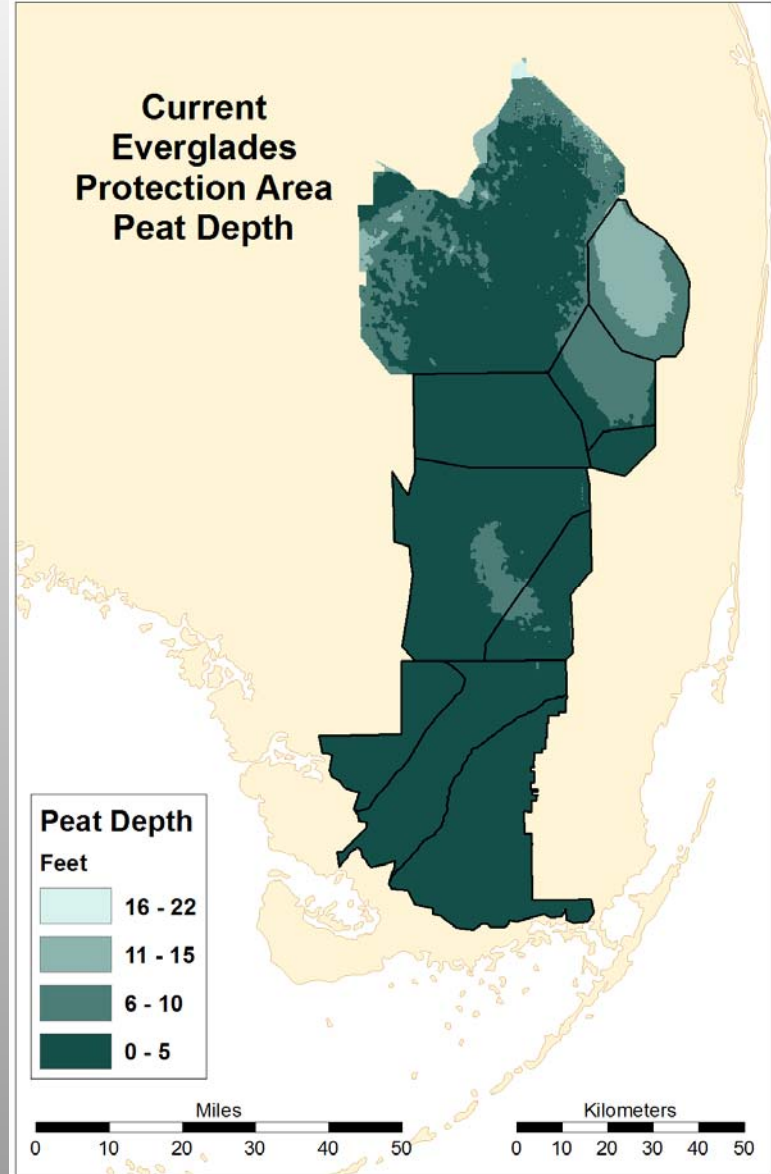 Current
Everglades
Protection Area
Peat Depth
Peat Depth
Feet
16 - 22
11 - 15
6 - 10
0 - 5
Miles
0 10 20 30 40 50
Kilometers
0 10 20 30 40 50